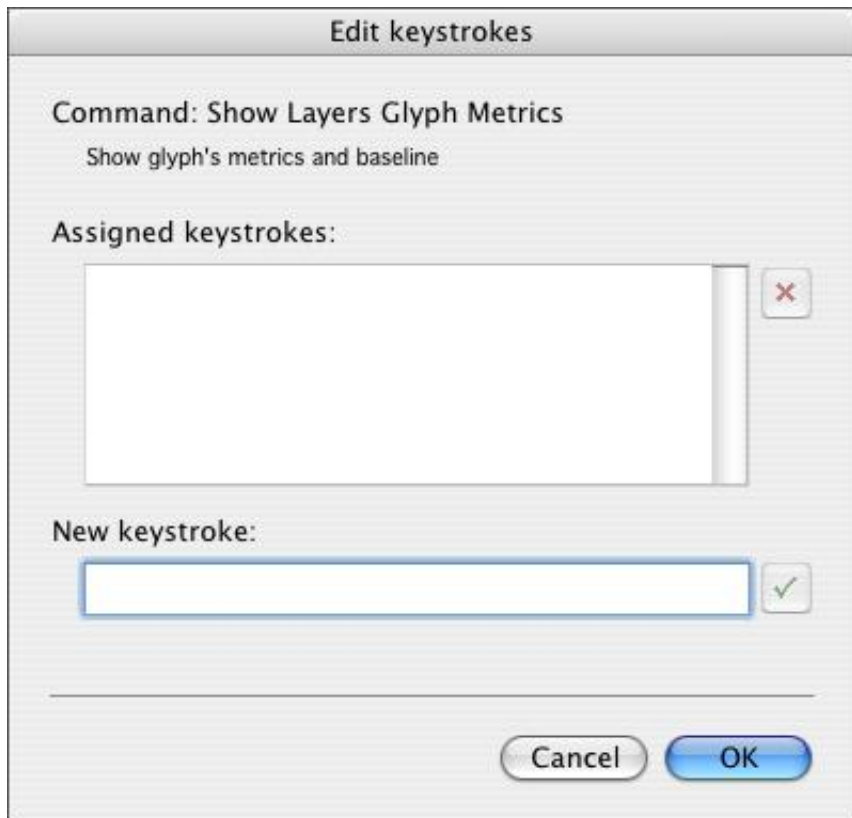 Edit keystrokes
Command: Show Layers Glyph Metrics
Show glyph's metrics and baseline
Assigned keystrokes:
New keystroke:
Cancel OK